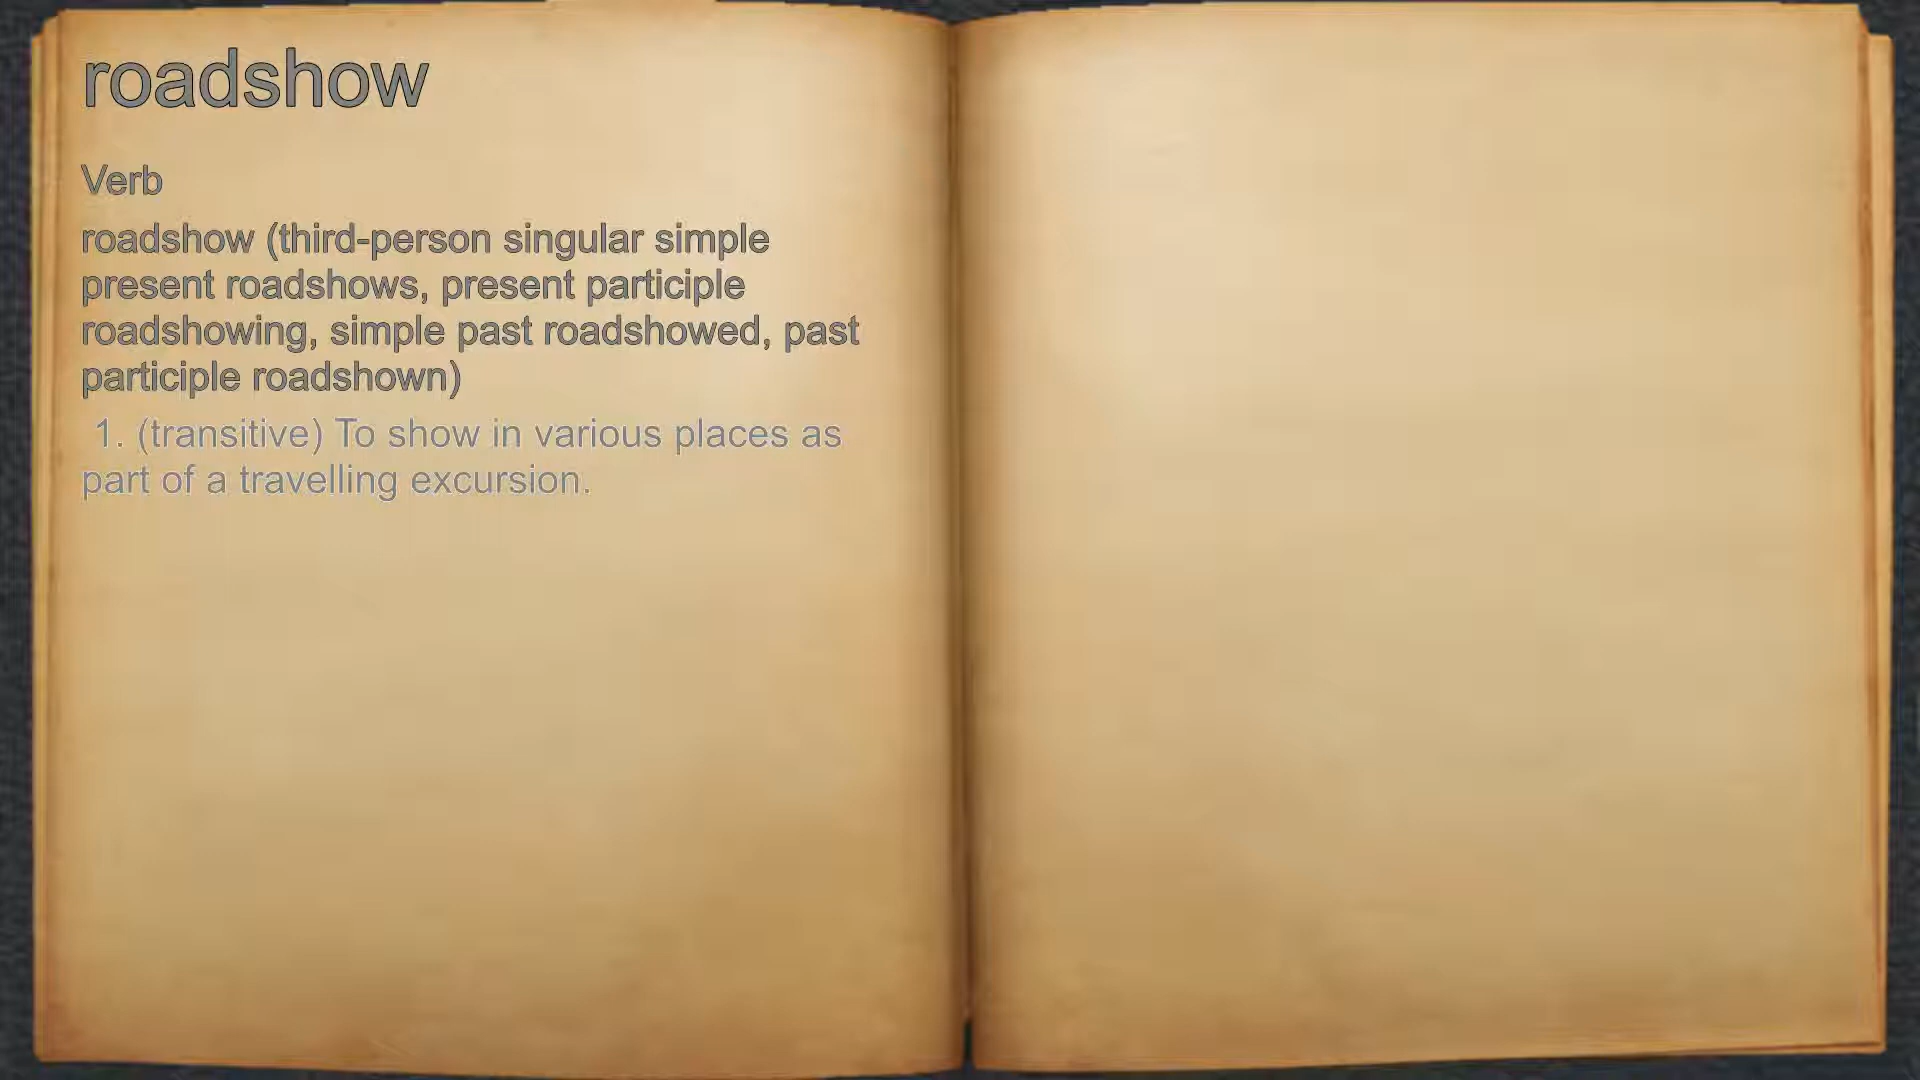 roadshow
Verb
roadshow (third-person singular simple
present roadshows, present participle
roadshowing, simple past roadshowed, past
participle roadshown)
1. (transitive) To show in various places as
part of a travelling excursion.